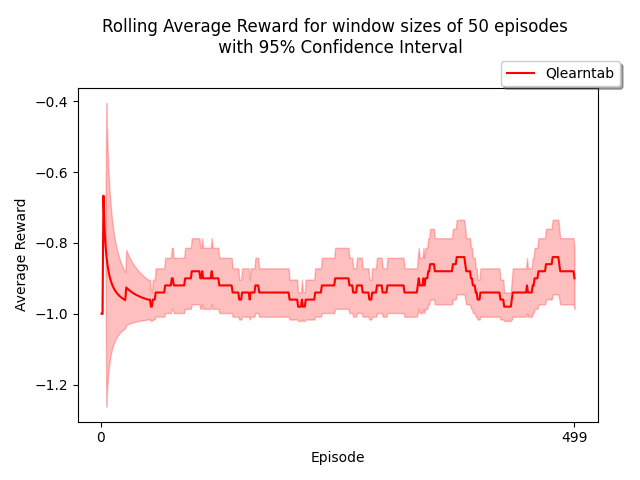 Rolling Average Reward for window sizes of 50 episodes
with 95% Confidence Interval
Qlearntab
−0.4
−0.6
−0.8
−1.0
−1.2
Average Reward
0
499
Episode